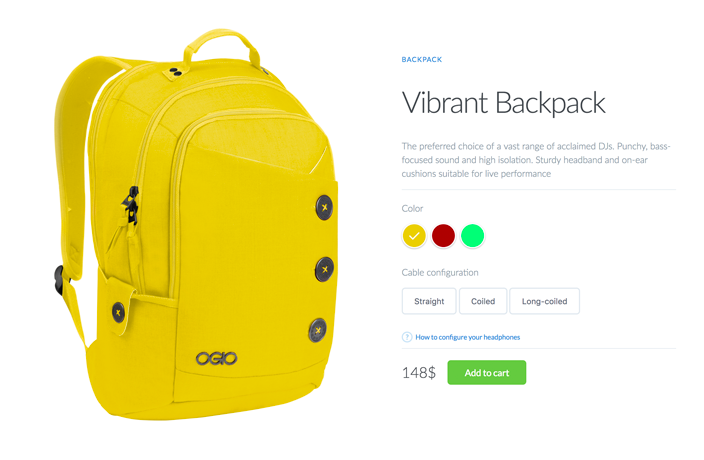 BACKPACK
Vibrant Backpack
The preferred choice of a vast range of acclaimed DJs. Punchy, bass-
focused sound and high isolation. Sturdy headband and on-ear
cushions suitable for live performance
Color
Cable configuration
Straight Coiled Long-coiled
? How to configure your headphones
148$ Add to cart
OGIO